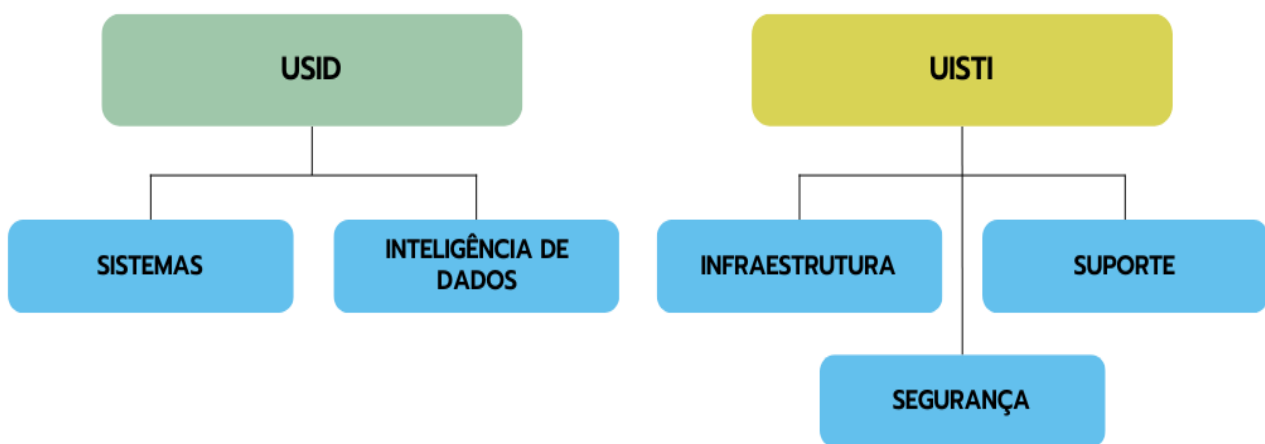 USID
UISTI
SISTEMAS
INTELIGÊNCIA DE
DADOS
INFRAESTRUTURA
SUPORTE
SEGURANÇA